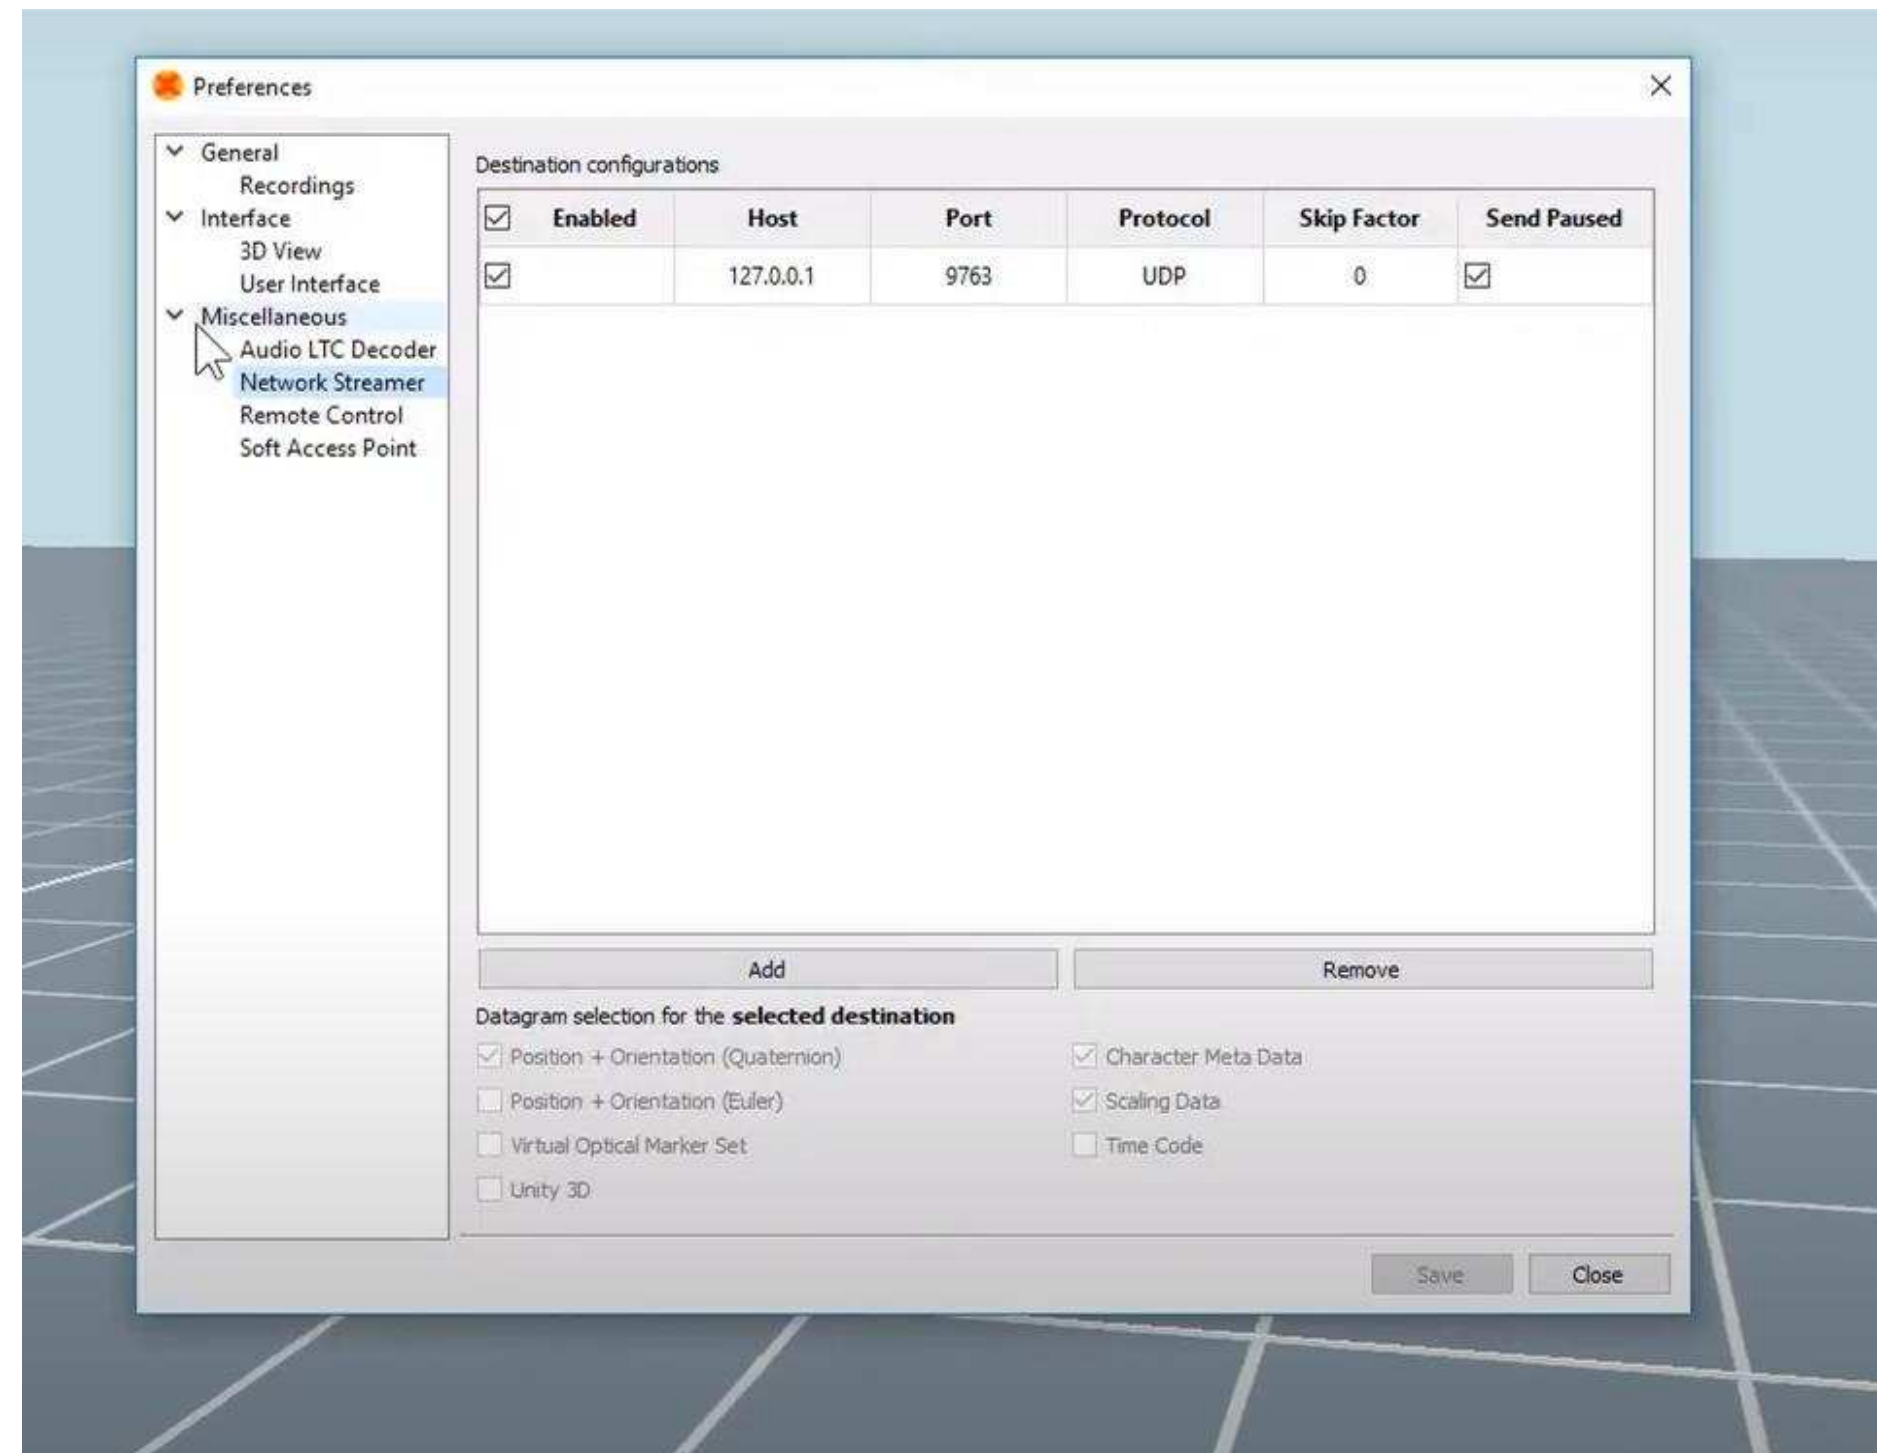 Preferences
General
Recordings
Interface
3D View
User Interface
Miscellaneous
Audio LTC Decoder
Network Streamer
Remote Control
Soft Access Point
Destination configurations
Enabled Host Port Protocol Skip Factor Send Paused
127.0.0.1 9763 UDP 0
Add Remove
Datagram selection for the selected destination
Position + Orientation (Quaternion) Character Meta Data
Position + Orientation (Euler) Scaling Data
Virtual Optical Marker Set Time Code
Unity 3D
Save Close